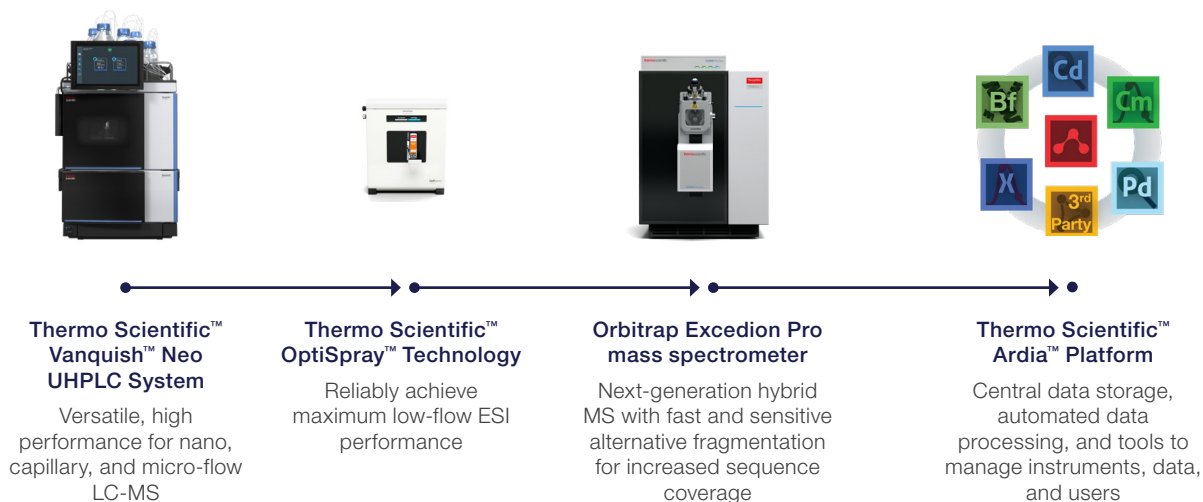 Cd
Bf
Cm
X
Pd
3rd
Party
thermo scientific
Thermo Scientific™
Vanquish™ Neo
UHPLC System
Versatile, high
performance for nano,
capillary, and micro-flow
LC-MS
Thermo Scientific™
OptiSpray™ Technology
Reliably achieve
maximum low-flow ESI
performance
Orbitrap Excedion Pro
mass spectrometer
Next-generation hybrid
MS with fast and sensitive
alternative fragmentation
for increased sequence
coverage
Thermo Scientific™
Ardia™ Platform
Central data storage,
automated data
processing, and tools to
manage instruments, data,
and users